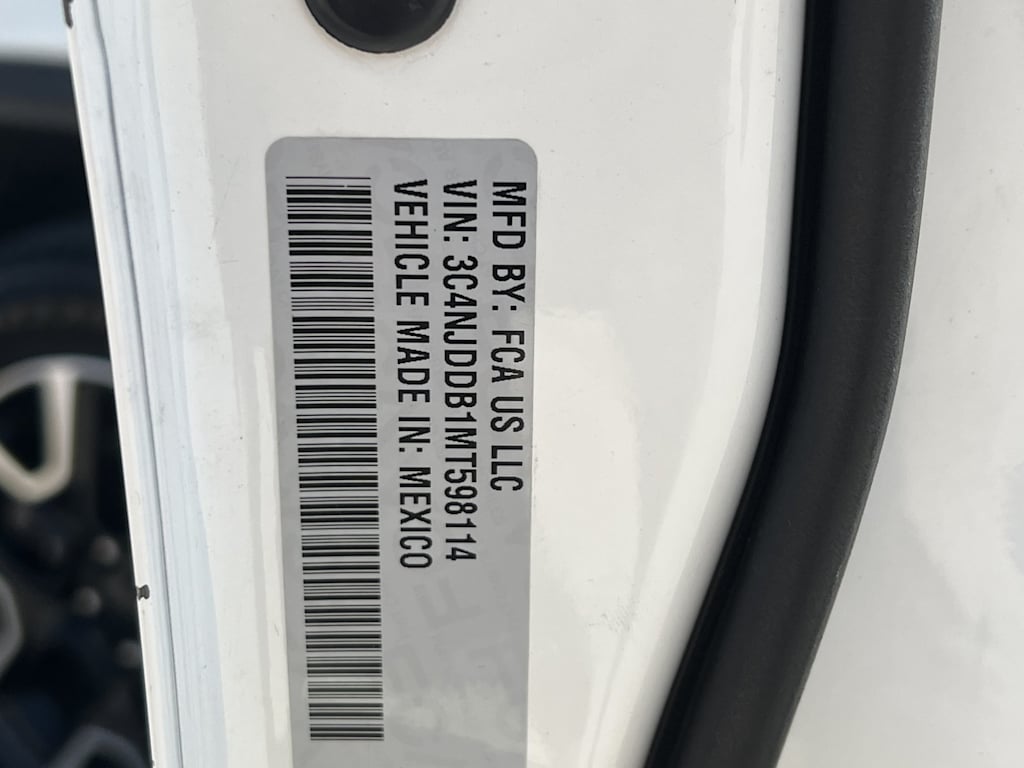 MFD BY: FCA US LLC
VIN: 3C4NJDDB1MT598114
VEHICLE MADE IN: MEXICO